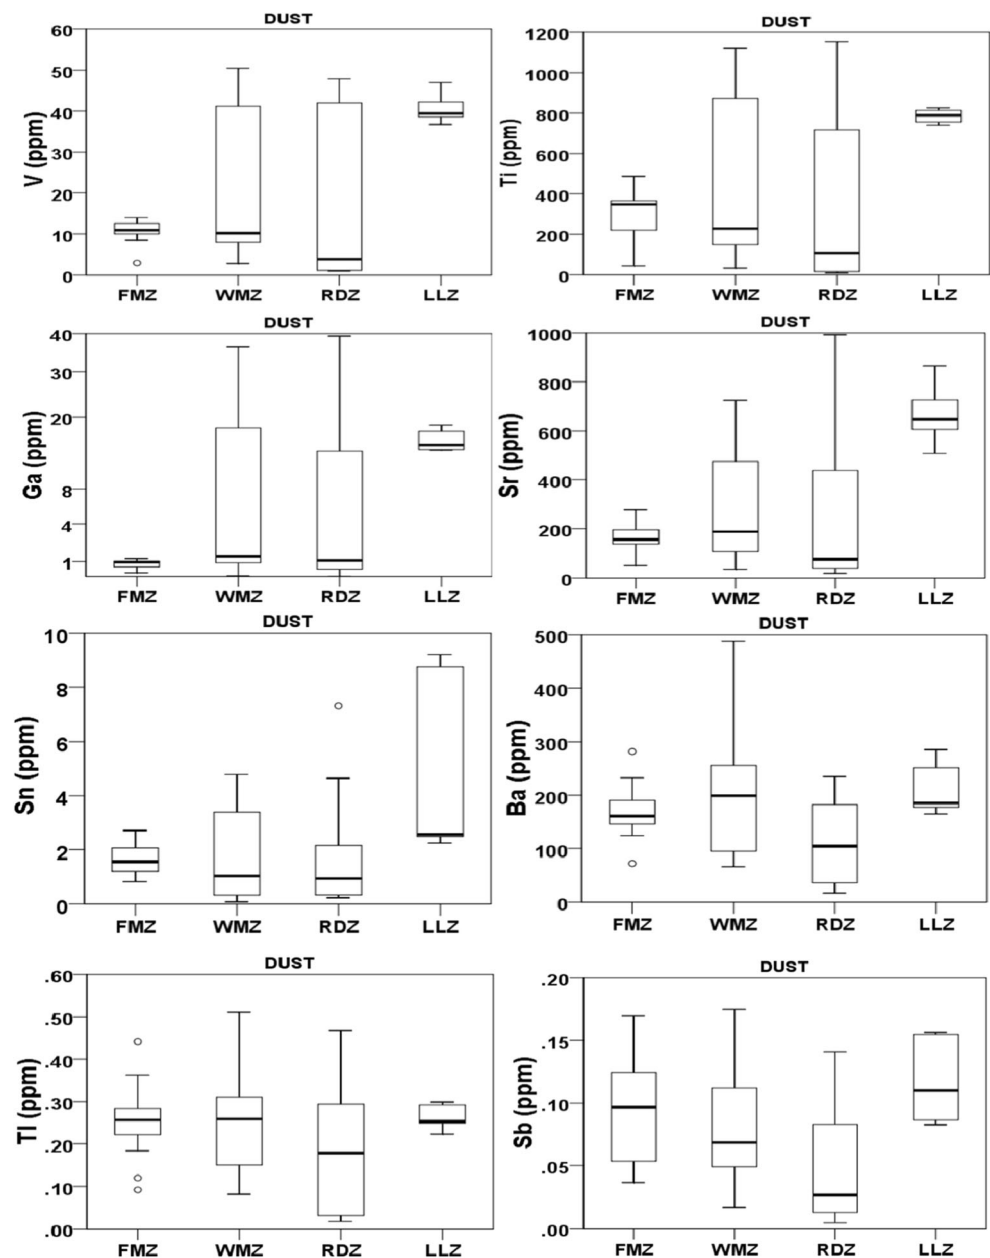 DUST
60
50
40
30
20
10
0
V (ppm)
FMZ WMZ RDZ LLZ
DUST
1200
1000
800
600
400
200
0
Ti (ppm)
FMZ WMZ RDZ LLZ
DUST
40
30
20
8
4
1
Ga (ppm)
FMZ WMZ RDZ LLZ
DUST
1000
800
600
400
200
0
Sr (ppm)
FMZ WMZ RDZ LLZ
DUST
10
8
6
4
2
0
Sn (ppm)
FMZ WMZ RDZ LLZ
DUST
500
400
300
200
100
0
Ba (ppm)
FMZ WMZ RDZ LLZ
DUST
.60
.50
.40
.30
.20
.10
.00
Tl (ppm)
FMZ WMZ RDZ LLZ
DUST
.20
.15
.10
.05
.00
Sb (ppm)
FMZ WMZ RDZ LLZ